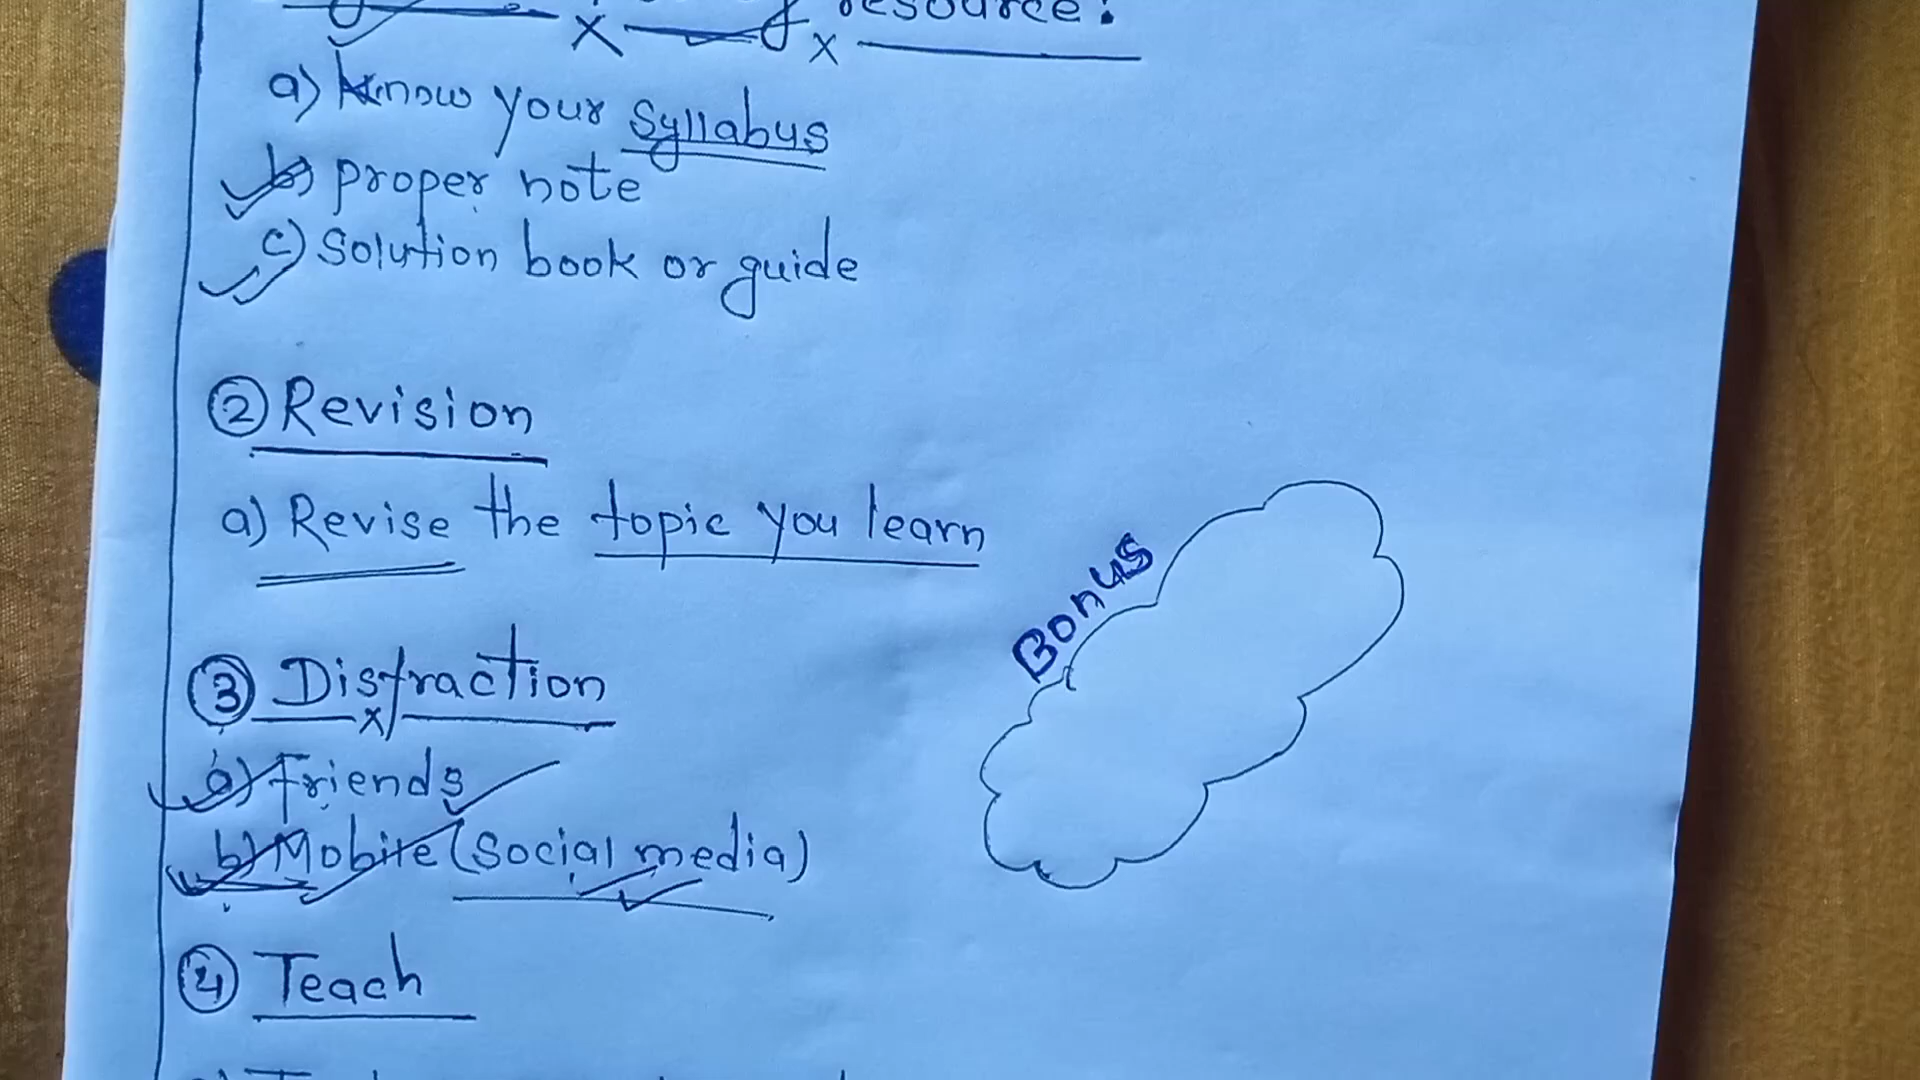 resource:
a) Know your Syllabus
b) proper note
c) Solution book or guide
② Revision
a) Revise the topic you learn
Bonus
③ Distraction
a) Friends
b) Mobile (Social media)
④ Teach